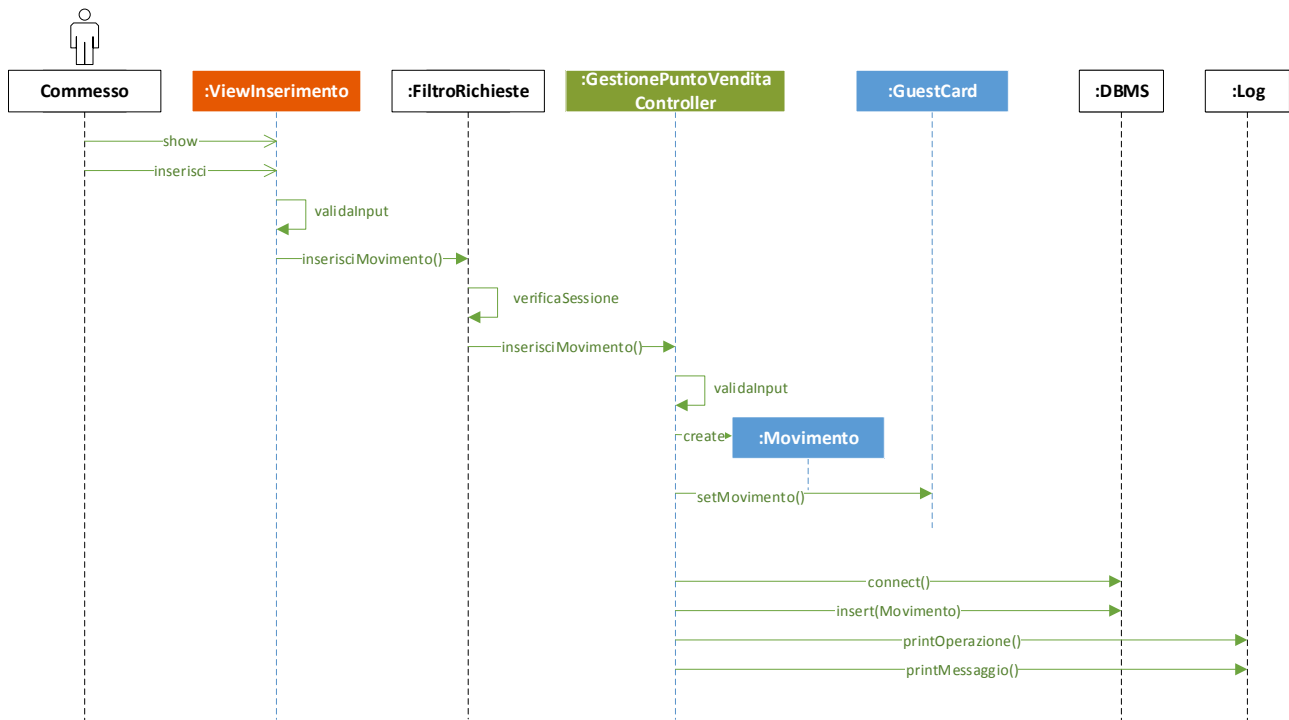 Commesso
:ViewInserimento
:FiltroRichieste
:GestionePuntoVendita
Controller
:GuestCard
:DBMS
:Log
show
inserisci
validaInput
inserisciMovimento()
verificaSessione
inserisciMovimento()
validaInput
create
:Movimento
setMovimento()
connect()
insert(Movimento)
printOperazione()
printMessaggio()